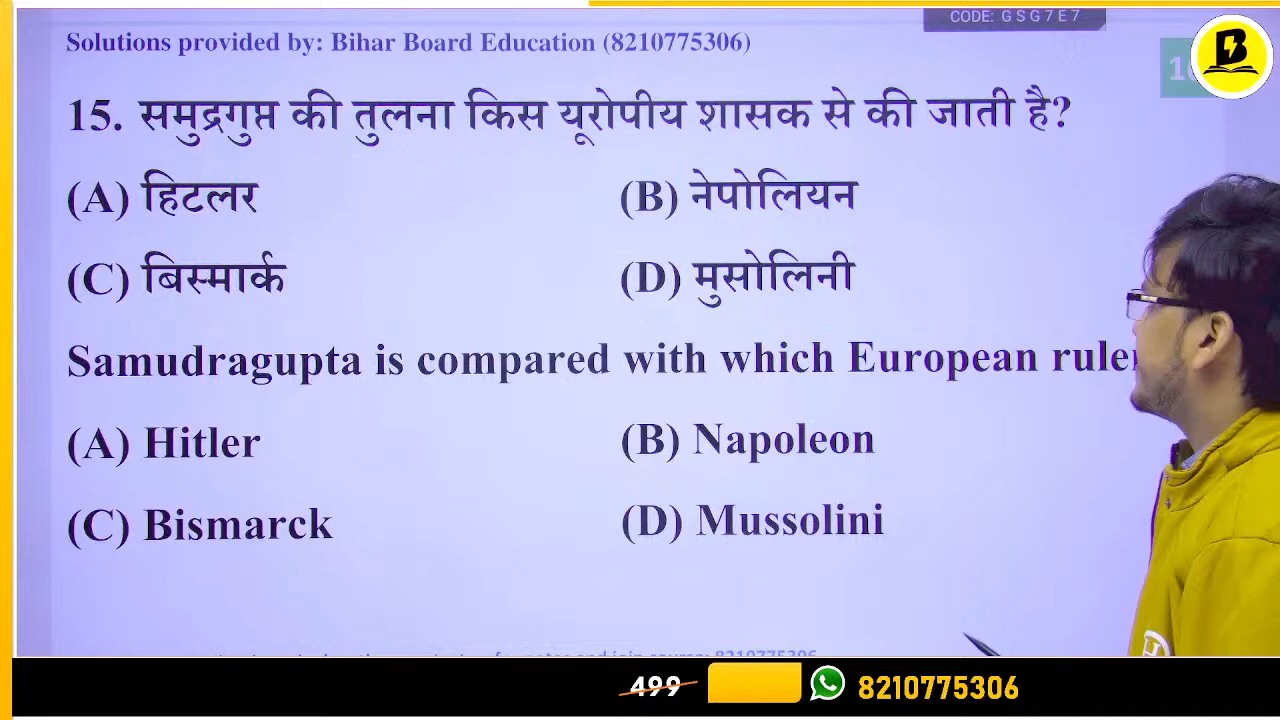 CODE: G S G 7 E 7
Solutions provided by: Bihar Board Education (8210775306)
B
15. समुद्रगुप्त की तुलना किस यूरोपीय शासक से की जाती है?
(A) हिटलर (B) नेपोलियन
(C) बिस्मार्क (D) मुसोलिनी
Samudragupta is compared with which European ruler
(A) Hitler (B) Napoleon
(C) Bismarck (D) Mussolini
499 8210775306